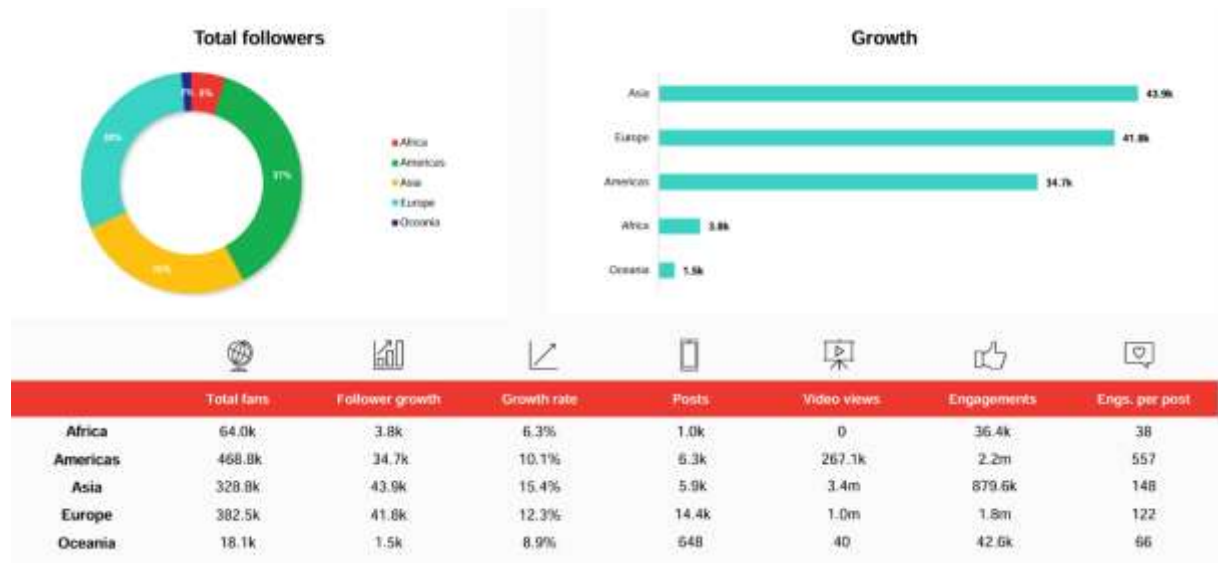 Total followers
Growth
37%
Africa
Americas
Asia
Europe
Oceania
Asia 43.9k
Europe 41.8k
Americas 34.7k
Africa 3.8k
Oceania 1.5k
Total fans Follower growth Growth rate Posts Video views Engagements Engs. per post
Africa 64.0k 3.8k 6.3% 1.0k 0 36.4k 38
Americas 468.8k 34.7k 10.1% 6.3k 267.1k 2.2m 557
Asia 328.8k 43.9k 15.4% 5.9k 3.4m 879.6k 148
Europe 382.5k 41.8k 12.3% 14.4k 1.0m 1.8m 122
Oceania 18.1k 1.5k 8.9% 648 40 42.6k 66